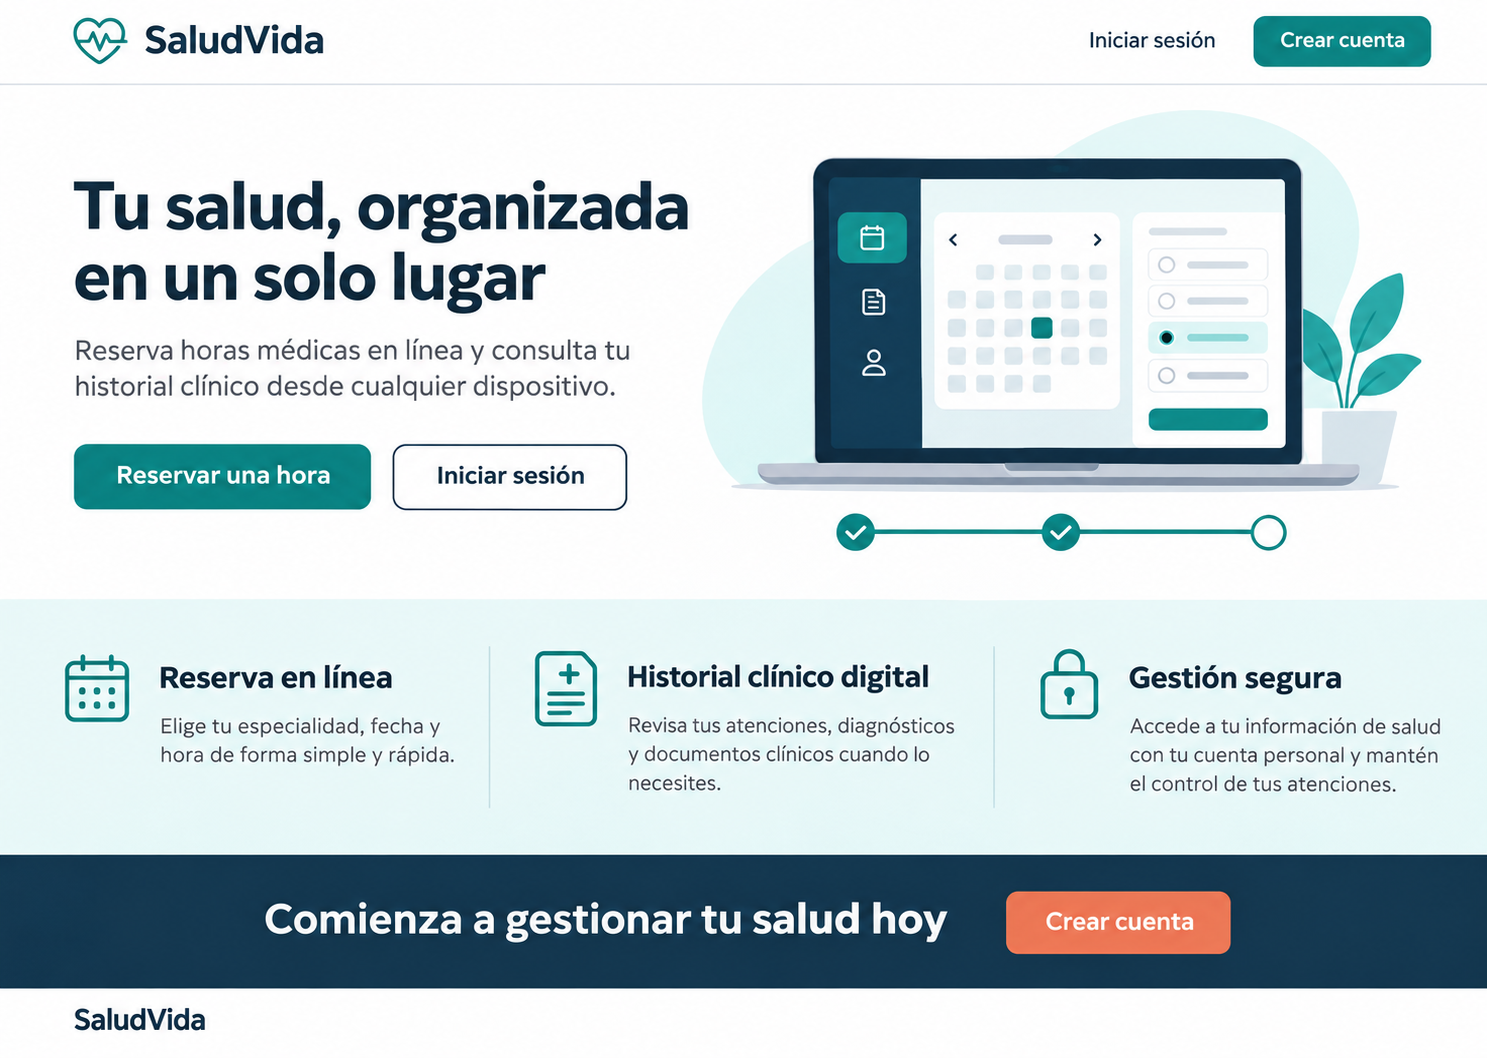 SaludVida
Iniciar sesión
Crear cuenta
Tu salud, organizada
en un solo lugar
Reserva horas médicas en línea y consulta tu
historial clínico desde cualquier dispositivo.
Reservar una hora
Iniciar sesión
Reserva en línea
Elige tu especialidad, fecha y
hora de forma simple y rápida.
Historial clínico digital
Revisa tus atenciones, diagnósticos
y documentos clínicos cuando lo
necesites.
Gestión segura
Accede a tu información de salud
con tu cuenta personal y mantén
el control de tus atenciones.
Comienza a gestionar tu salud hoy
Crear cuenta
SaludVida